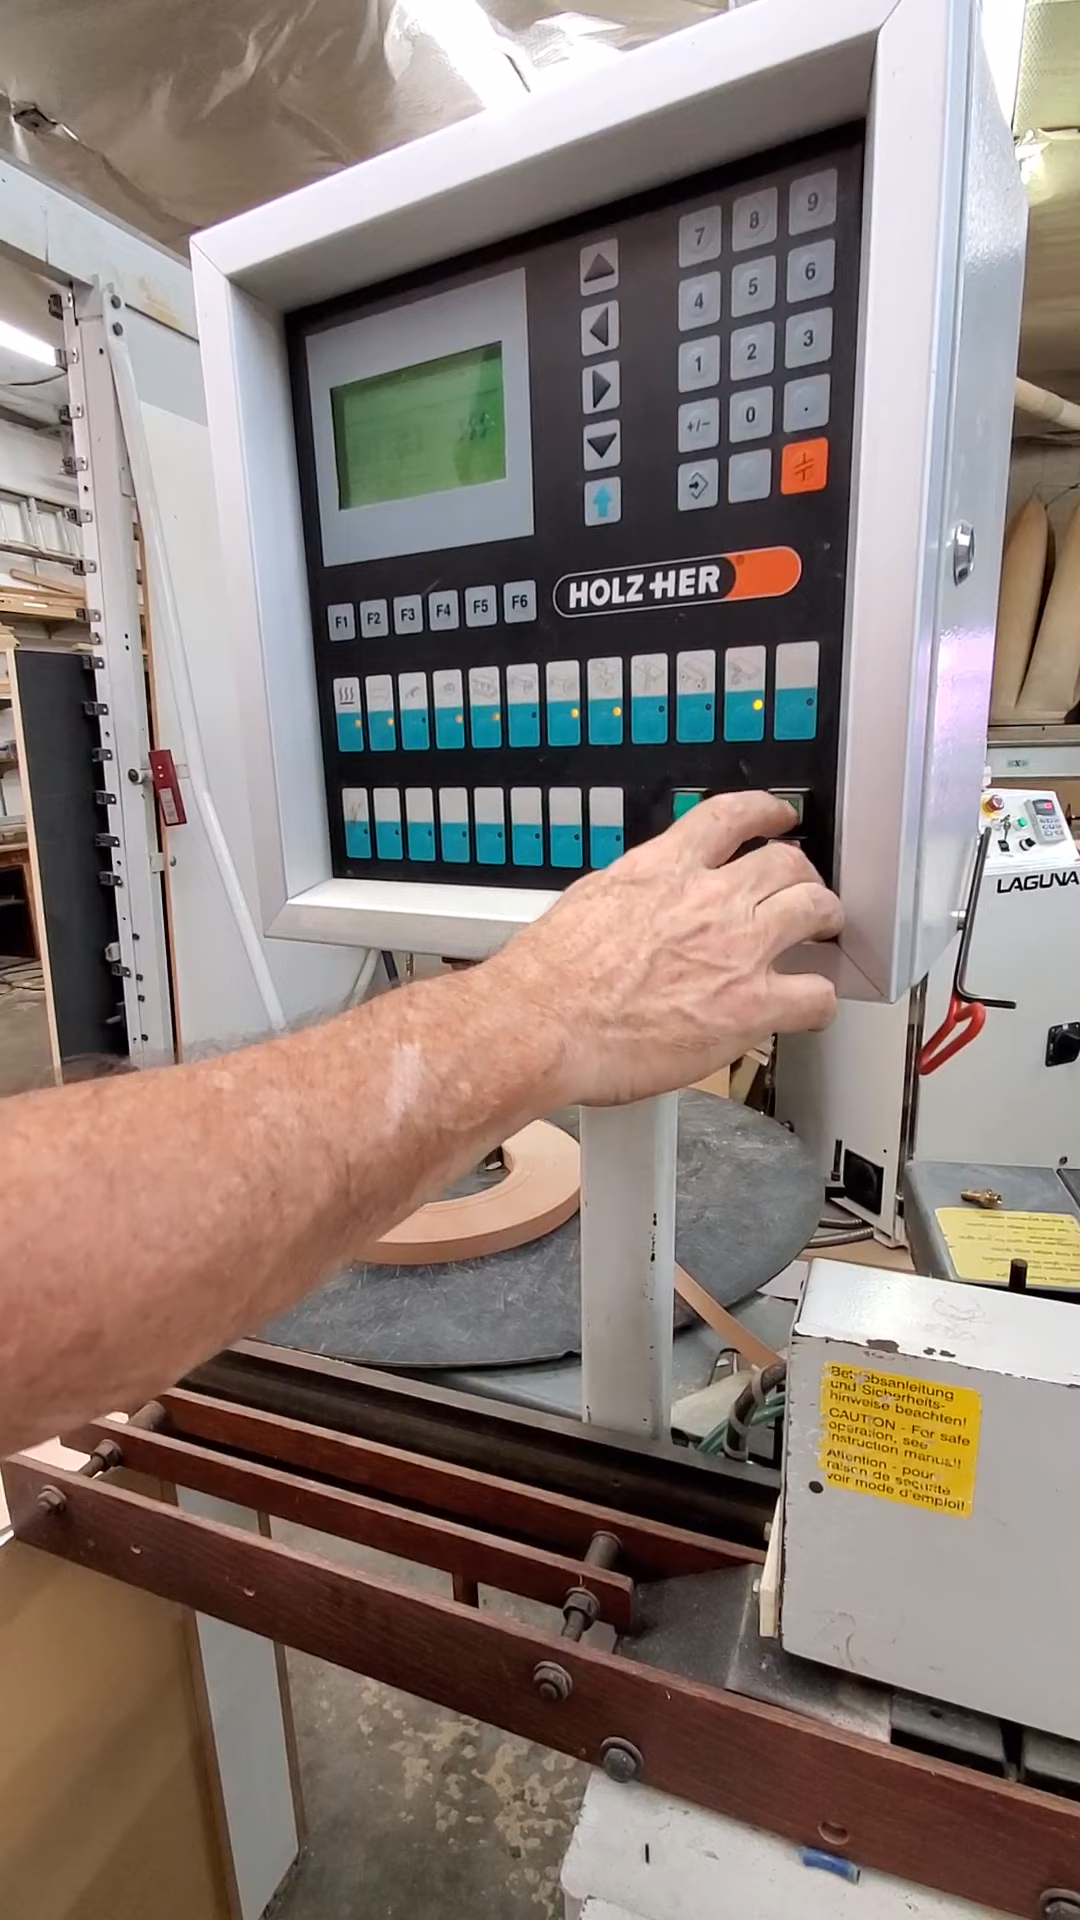 7 8 9
4 5 6
1 2 3
+/- 0 .
HOLZ-HER
F1 F2 F3 F4 F5 F6
LAGUNA
Betriebsanleitung
und Sicherheits-
hinweise beachten!
CAUTION - For safe
operation, see
instruction manual!
Attention - pour
raison de securité
voir mode d'emploi!